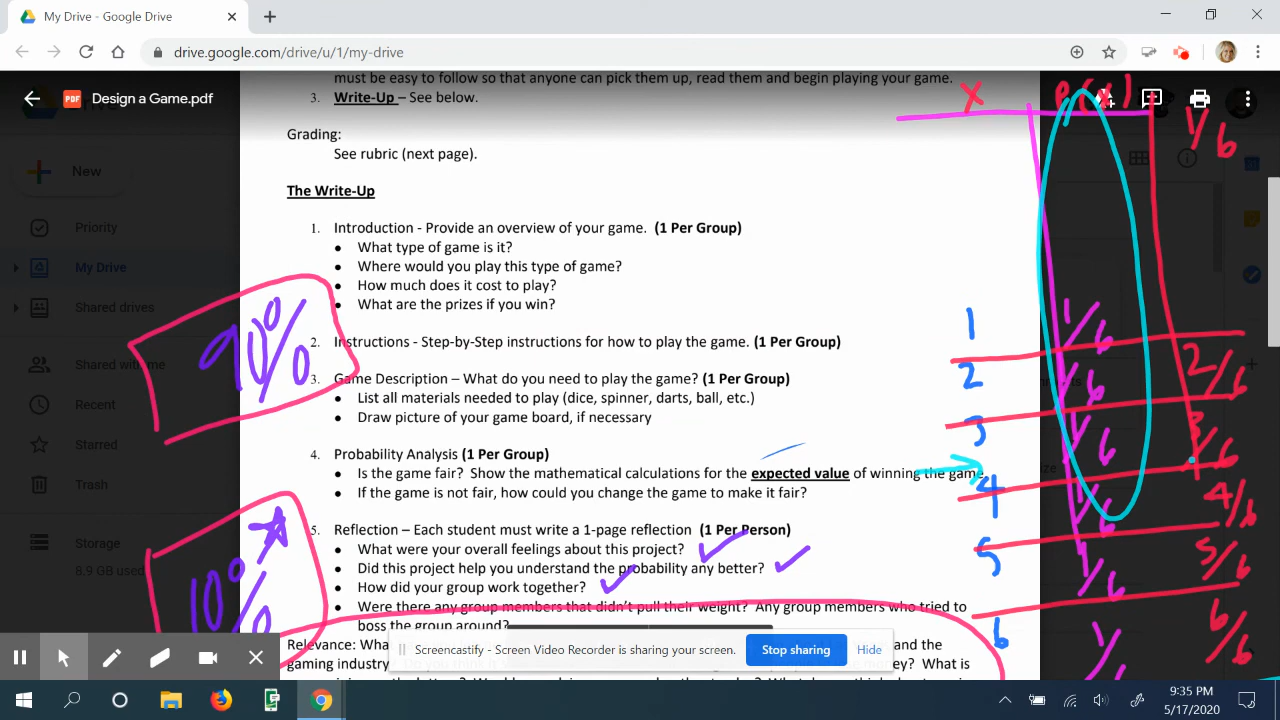 My Drive - Google Drive
drive.google.com/drive/u/1/my-drive
must be easy to follow so that anyone can pick them up, read them and begin playing your game.
PDF Design a Game.pdf
3. Write-Up – See below.
X
P(X)
1/6
Grading:
See rubric (next page).
New
The Write-Up
Priority
1. Introduction - Provide an overview of your game. (1 Per Group)
• What type of game is it?
My Drive
• Where would you play this type of game?
• How much does it cost to play?
Shared drives
• What are the prizes if you win?
1
1/6
90%
2. Instructions - Step-by-Step instructions for how to play the game. (1 Per Group)
Shared with me
2
1/6
2/6
3. Game Description – What do you need to play the game? (1 Per Group)
• List all materials needed to play (dice, spinner, darts, ball, etc.)
Recent
• Draw picture of your game board, if necessary
3
1/6
3/6
Starred
4. Probability Analysis (1 Per Group)
• Is the game fair? Show the mathematical calculations for the expected value of winning the game
Trash
• If the game is not fair, how could you change the game to make it fair?
4
1/6
4/6
5. Reflection – Each student must write a 1-page reflection (1 Per Person)
Storage
• What were your overall feelings about this project?
5
1/6
5/6
8.9 GB used
• Did this project help you understand the probability any better?
• How did your group work together?
10%
• Were there any group members that didn't pull their weight? Any group members who tried to
boss the group around?
6
6/6
Relevance: Wha
and the
Screencastify - Screen Video Recorder is sharing your screen.
Stop sharing
Hide
gaming industry
What is
9:35 PM
5/17/2020